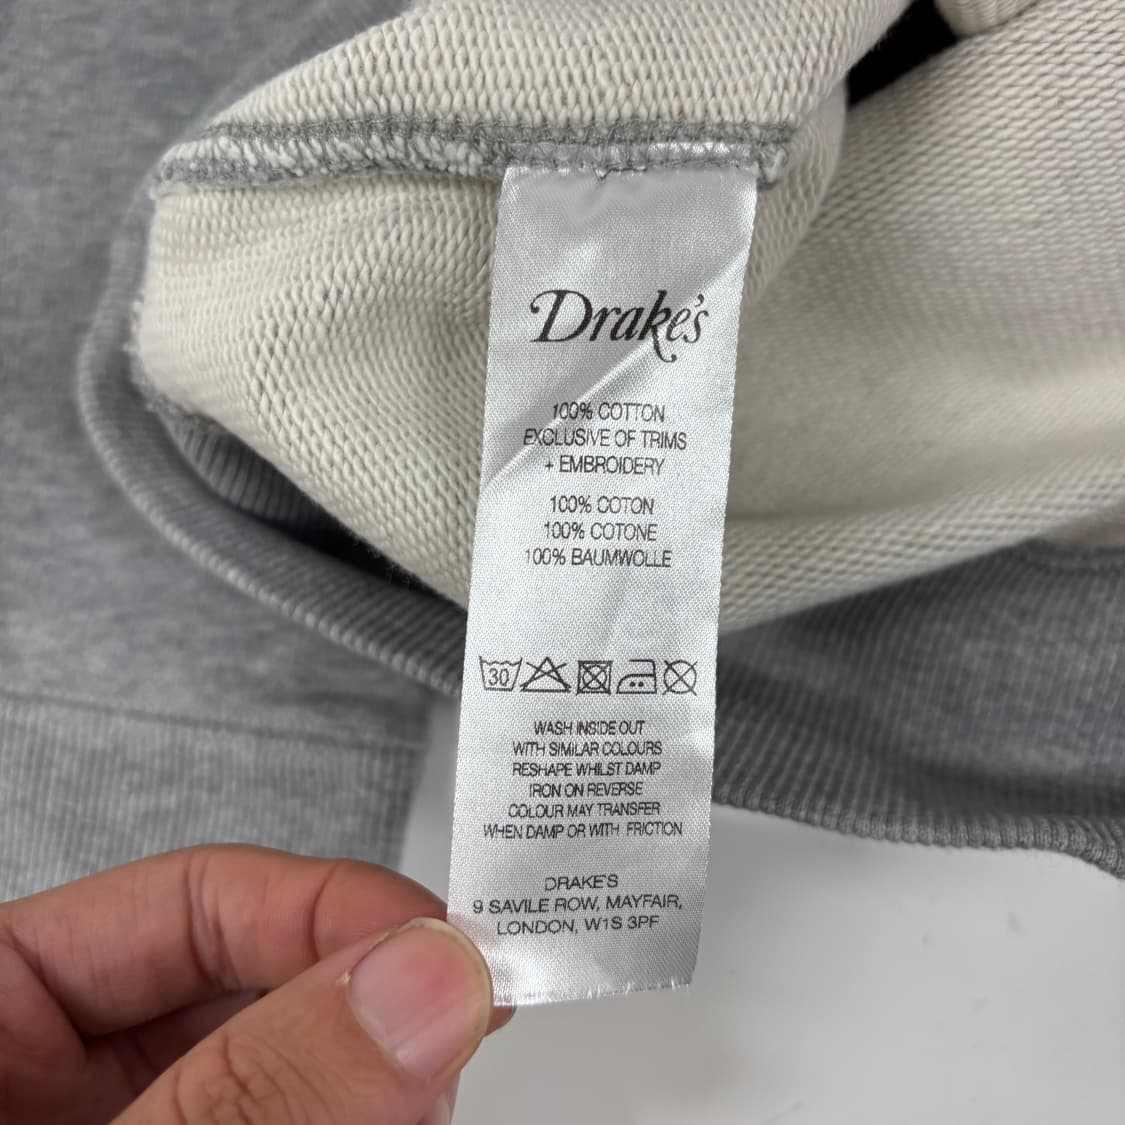 Drake's
100% COTTON
EXCLUSIVE OF TRIMS
+ EMBROIDERY
100% COTON
100% COTONE
100% BAUMWOLLE
30
WASH INSIDE OUT
WITH SIMILAR COLOURS
RESHAPE WHILST DAMP
IRON ON REVERSE
COLOUR MAY TRANSFER
WHEN DAMP OR WITH FRICTION
DRAKE'S
9 SAVILE ROW, MAYFAIR,
LONDON, W1S 3PF